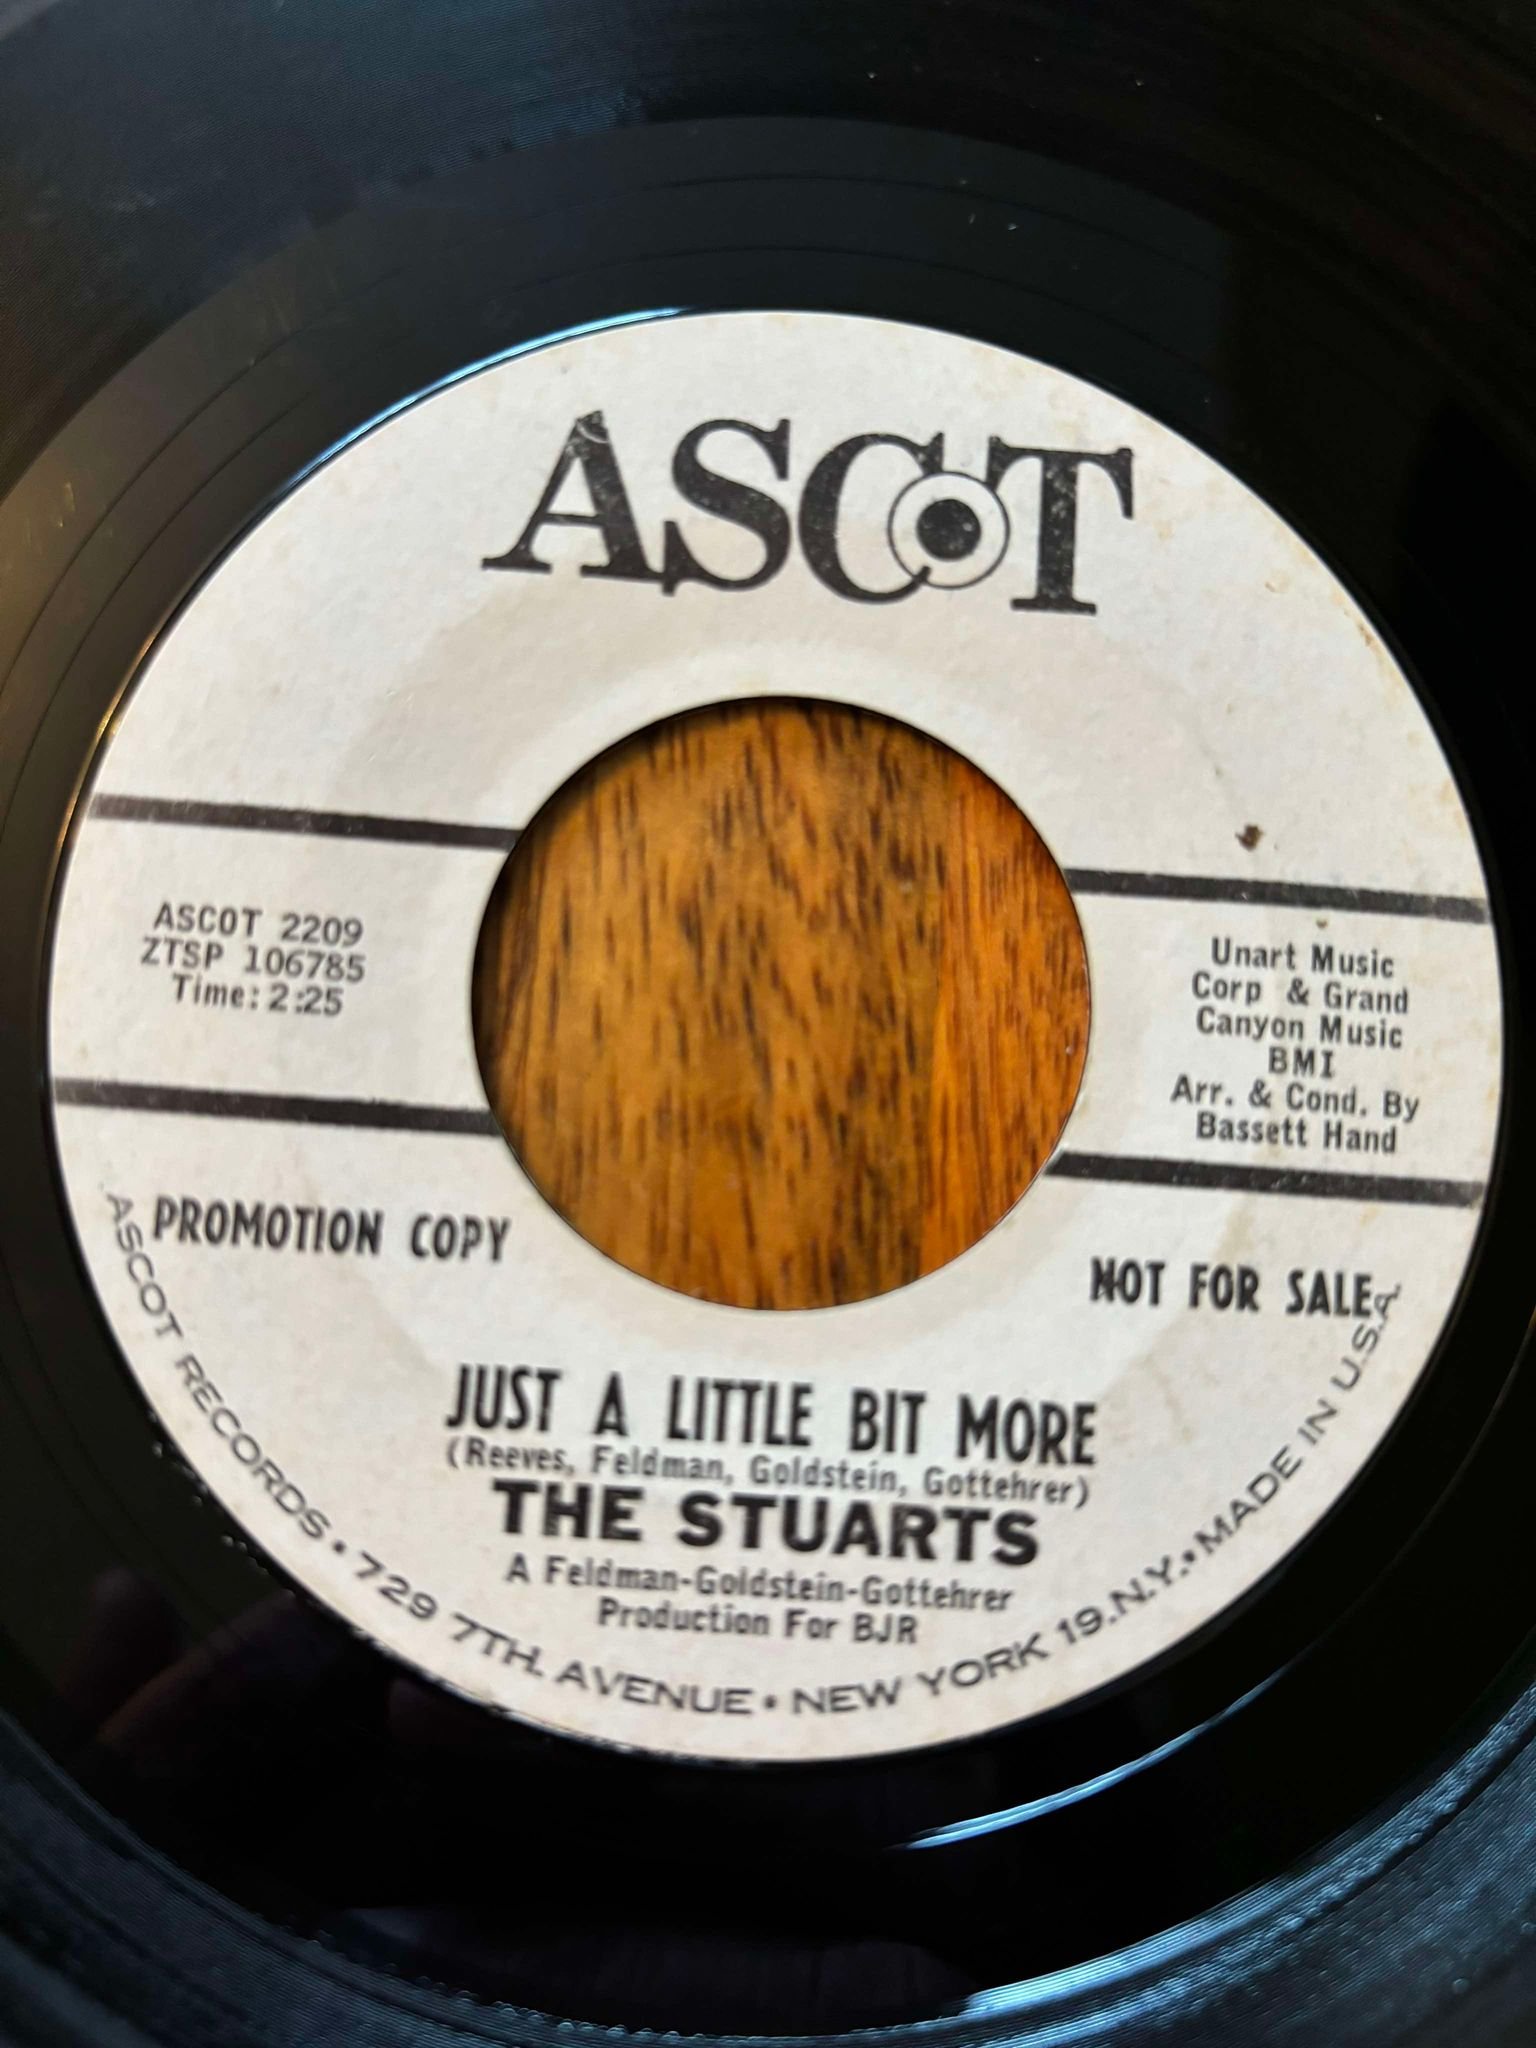 ASCOT
ASCOT 2209
ZTSP 106785
Time: 2:25
Unart Music
Corp & Grand
Canyon Music
BMI
Arr. & Cond. By
Bassett Hand
PROMOTION COPY
NOT FOR SALE
JUST A LITTLE BIT MORE
(Reeves, Feldman, Goldstein, Gottehrer)
THE STUARTS
A Feldman-Goldstein-Gottehrer
Production For BJR
ASCOT RECORDS • 729 7TH. AVENUE • NEW YORK 19, N.Y. • MADE IN U.S.A.